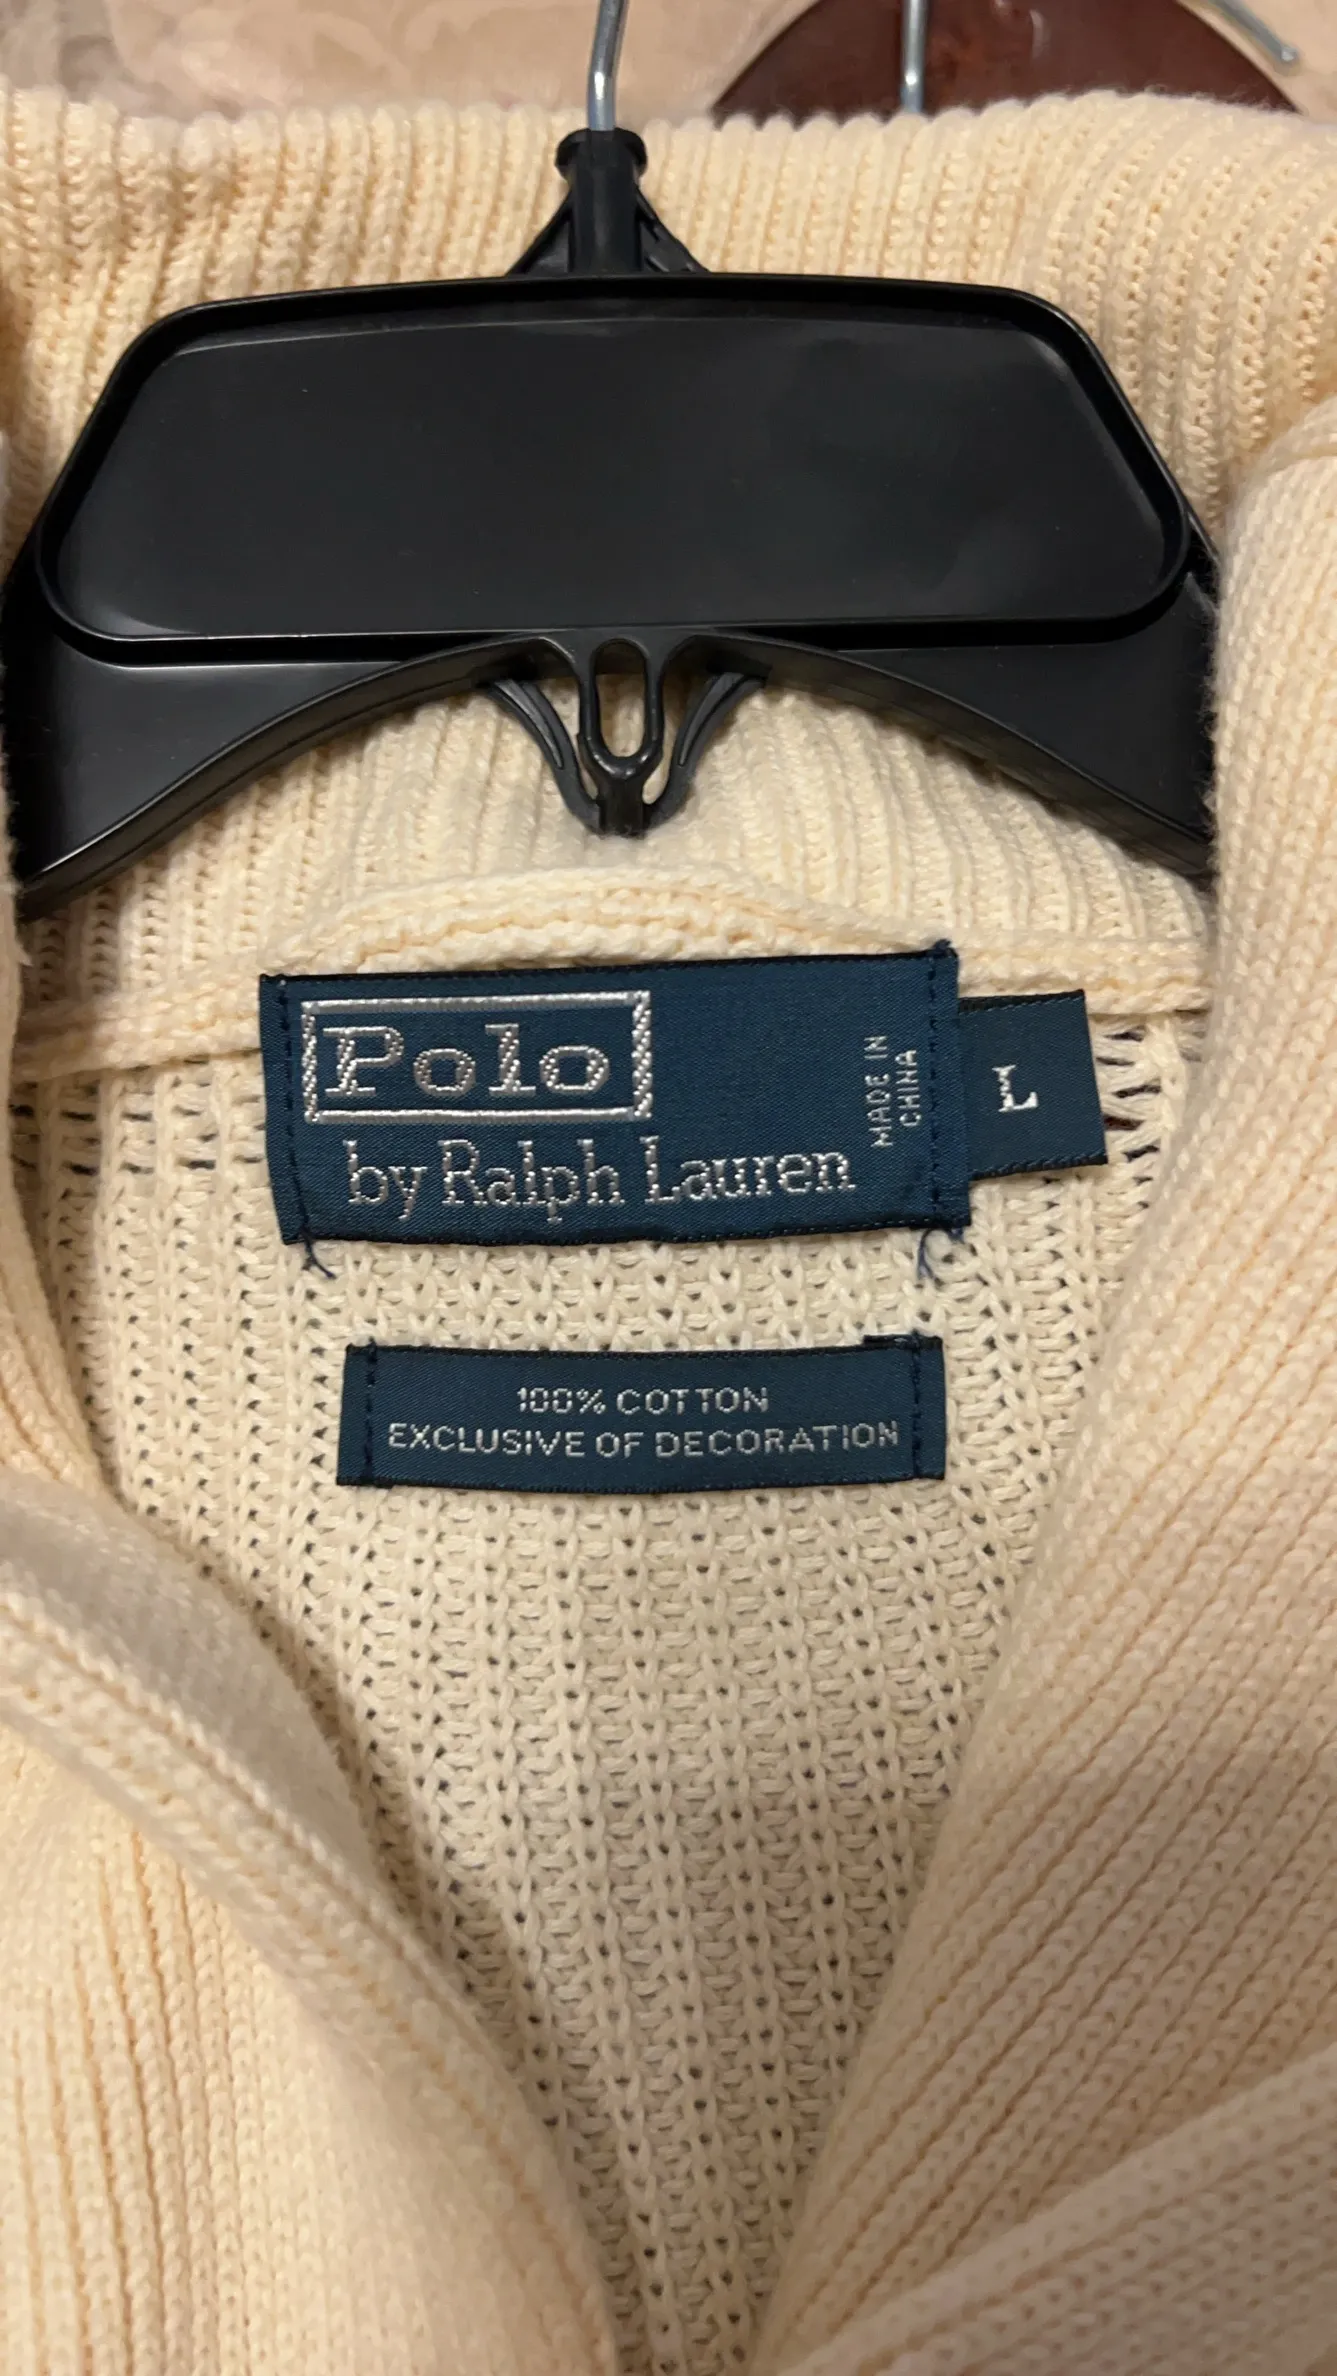 Polo
by Ralph Lauren
MADE IN
CHINA
L
100% COTTON
EXCLUSIVE OF DECORATION